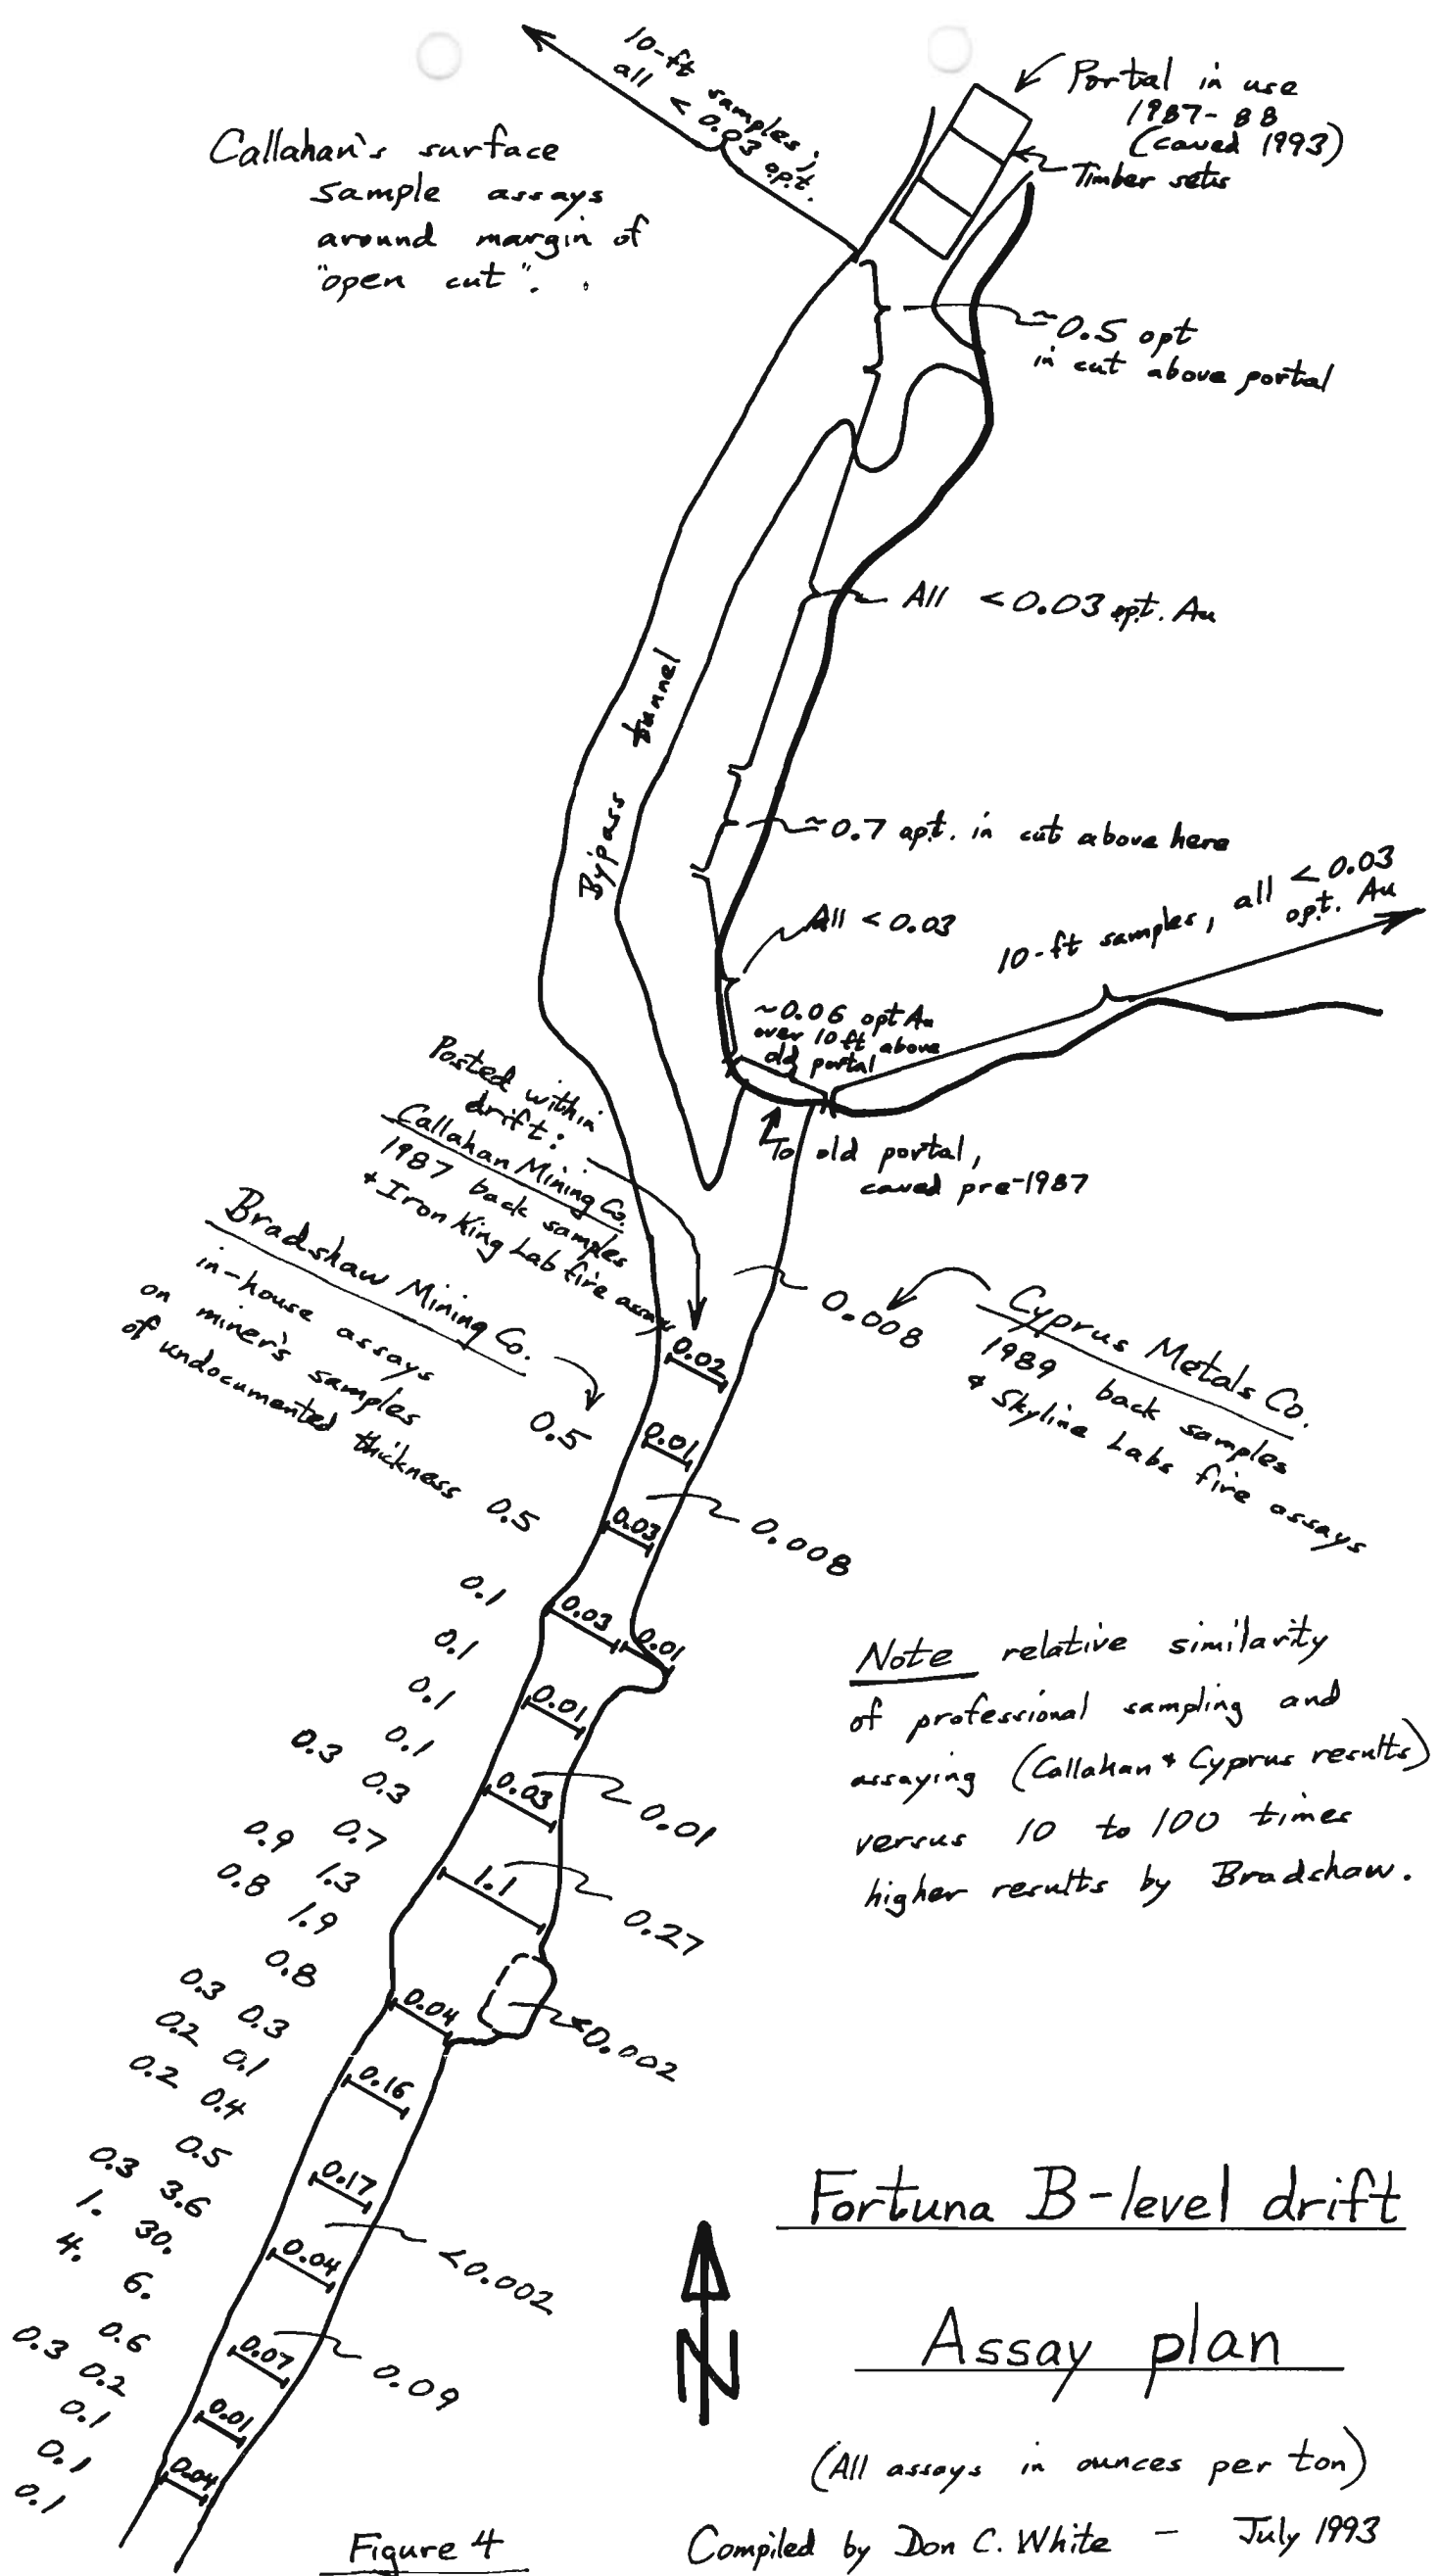 10-ft samples;
all < 0.03 opt.
Portal in use
1987-88
(caved 1993)
Timber sets
Callahan's surface
sample assays
around margin of
"open cut".
≈0.5 opt
in cut above portal
All <0.03 opt. Au
Bypass tunnel
≈0.7 opt. in cut above here
All < 0.03
10-ft samples, all < 0.03
opt. Au
~0.06 opt Au
over 10 ft above
old portal
To old portal,
caved pre-1987
Posted within
drift:
Callahan Mining Co.
1987 back samples
+ Iron King Lab fire assay
Bradshaw Mining Co.
in-house assays
on miner's samples
of undocumented thickness
Cyprus Metals Co.
1989 back samples
& Skyline Labs fire assays
0.008
0.02
0.5
0.01
0.5
0.03
0.008
0.1
0.03
0.01
0.1
0.1
0.01
0.1
0.3
0.3
0.03
0.01
0.7
0.9
1.3
0.8
1.1
0.27
1.9
0.8
0.04
<0.002
0.3
0.3
0.2
0.1
0.16
0.2
0.4
0.17
0.5
0.3
3.6
0.04
<0.002
1.
30.
4.
6.
0.07
0.09
0.6
0.3
0.2
0.01
0.1
0.04
0.1
0.1
Note relative similarity
of professional sampling and
assaying (Callahan & Cyprus results)
versus 10 to 100 times
higher results by Bradshaw.
Fortuna B-level drift
N
Assay plan
(All assays in ounces per ton)
Figure 4
Compiled by Don C. White - July 1993